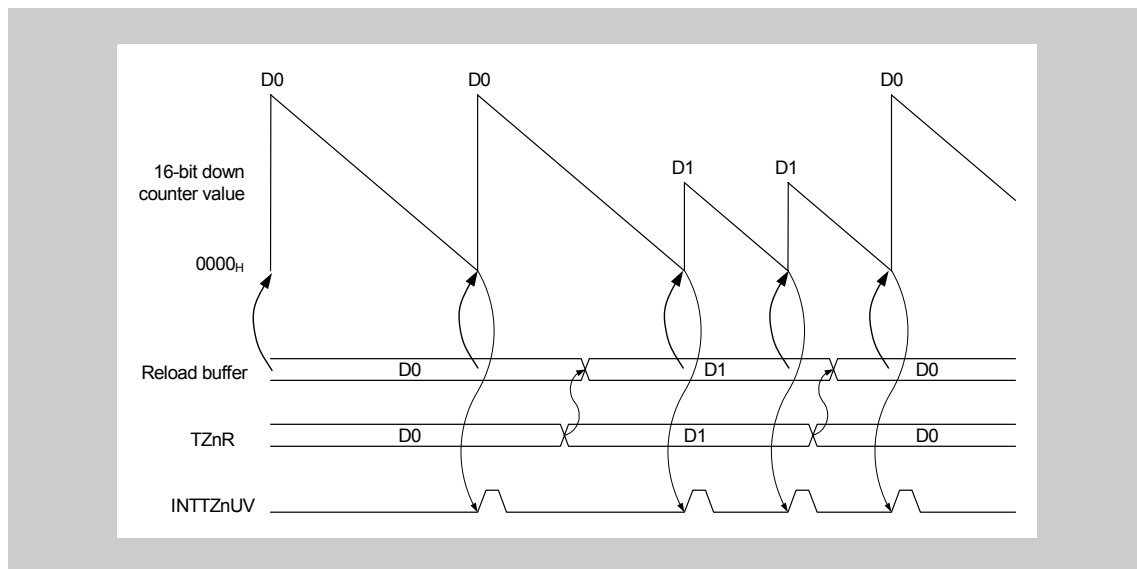 D0 D0 D0
16-bit down
counter value
D1 D1
0000H
Reload buffer D0 D1 D0
TZnR D0 D1 D0
INTTZnUV